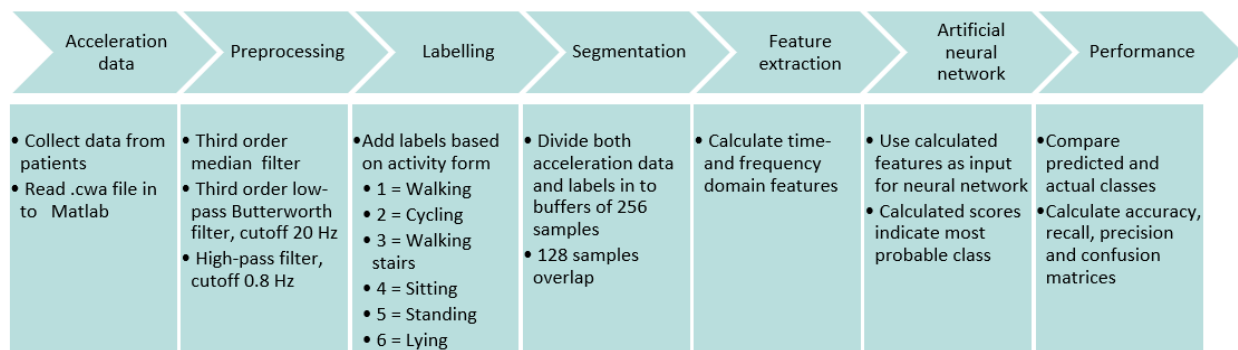 Acceleration
data
Preprocessing
Labelling
Segmentation
Feature
extraction
Artificial
neural
network
Performance
• Collect data from
patients
• Read .cwa file in
to Matlab
• Third order
median filter
• Third order low-
pass Butterworth
filter, cutoff 20 Hz
• High-pass filter,
cutoff 0.8 Hz
•Add labels based
on activity form
• 1 = Walking
• 2 = Cycling
• 3 = Walking
stairs
• 4 = Sitting
• 5 = Standing
• 6 = Lying
• Divide both
acceleration data
and labels in to
buffers of 256
samples
• 128 samples
overlap
• Calculate time-
and frequency
domain features
• Use calculated
features as input
for neural network
• Calculated scores
indicate most
probable class
•Compare
predicted and
actual classes
•Calculate accuracy,
recall, precision
and confusion
matrices